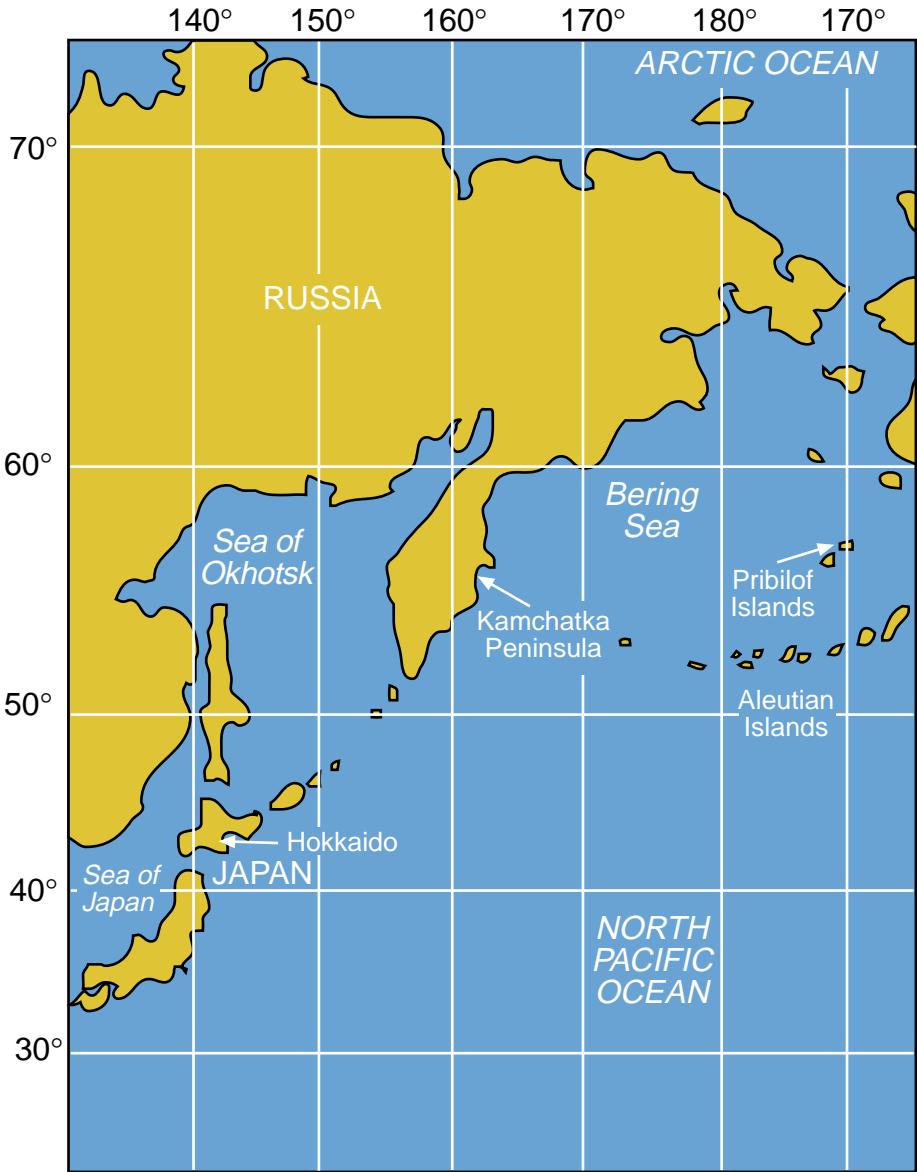 140° 150° 160° 170° 180° 170°
ARCTIC OCEAN
70°
RUSSIA
60°
Bering
Sea
Sea of
Okhotsk
Pribilof
Islands
Kamchatka
Peninsula
50°
Aleutian
Islands
Hokkaido
JAPAN
Sea of
Japan
40°
NORTH
PACIFIC
OCEAN
30°